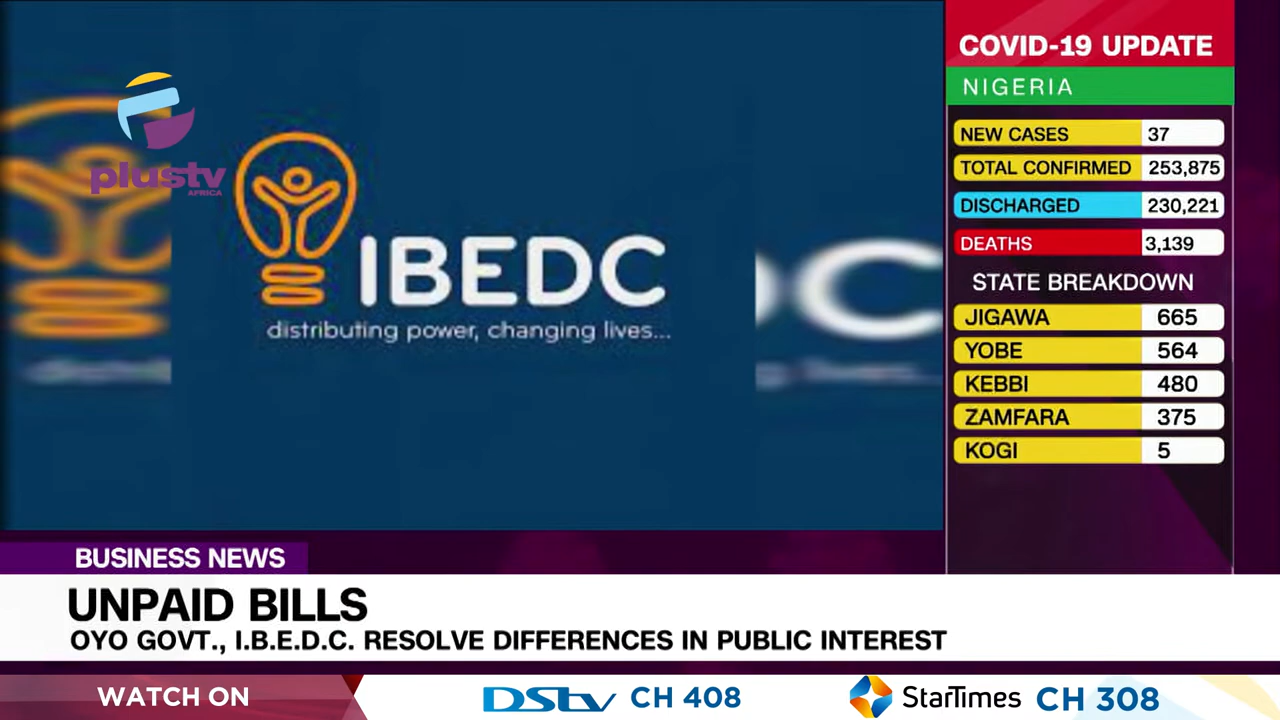 plustv
AFRICA
IBEDC
distributing power, changing lives...
COVID-19 UPDATE
NIGERIA
NEW CASES 37
TOTAL CONFIRMED 253,875
DISCHARGED 230,221
DEATHS 3,139
STATE BREAKDOWN
JIGAWA 665
YOBE 564
KEBBI 480
ZAMFARA 375
KOGI 5
BUSINESS NEWS
UNPAID BILLS
OYO GOVT., I.B.E.D.C. RESOLVE DIFFERENCES IN PUBLIC INTEREST
WATCH ON DStv CH 408 StarTimes CH 308